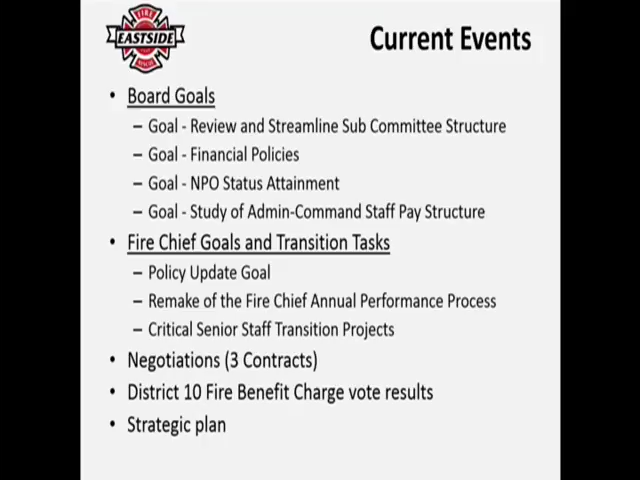 FIRE
EASTSIDE
RESCUE
Current Events
• Board Goals
– Goal - Review and Streamline Sub Committee Structure
– Goal - Financial Policies
– Goal - NPO Status Attainment
– Goal - Study of Admin-Command Staff Pay Structure
• Fire Chief Goals and Transition Tasks
– Policy Update Goal
– Remake of the Fire Chief Annual Performance Process
– Critical Senior Staff Transition Projects
• Negotiations (3 Contracts)
• District 10 Fire Benefit Charge vote results
• Strategic plan